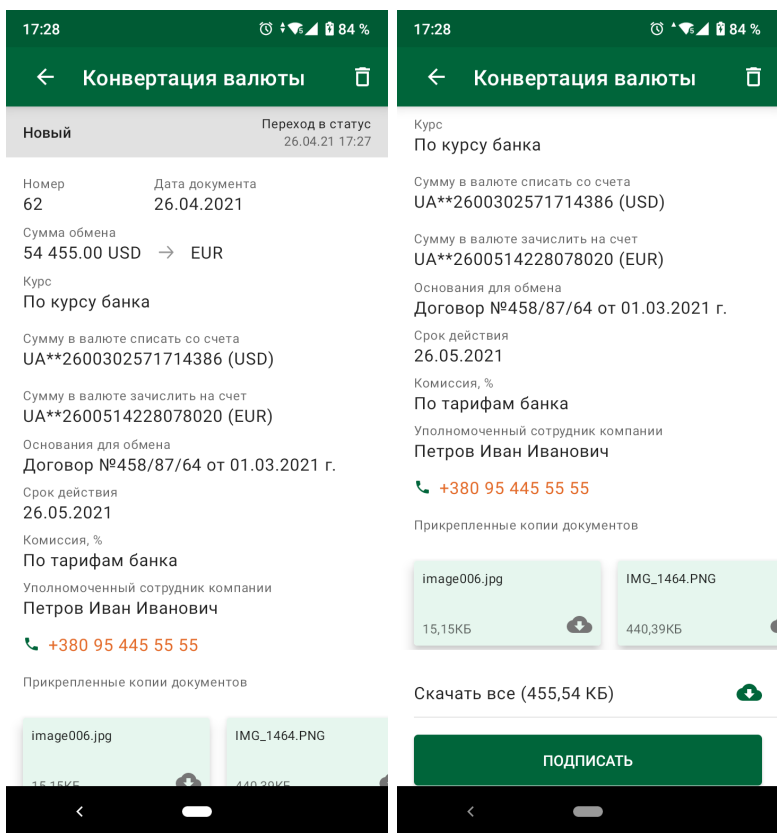 17:28
84 %
Конвертация валюты
Новый
Переход в статус
26.04.21 17:27
Номер
Дата документа
62
26.04.2021
Сумма обмена
54 455.00 USD → EUR
Курс
По курсу банка
Сумму в валюте списать со счета
UA**2600302571714386 (USD)
Сумму в валюте зачислить на счет
UA**2600514228078020 (EUR)
Основания для обмена
Договор №458/87/64 от 01.03.2021 г.
Срок действия
26.05.2021
Комиссия, %
По тарифам банка
Уполномоченный сотрудник компании
Петров Иван Иванович
+380 95 445 55 55
Прикрепленные копии документов
image006.jpg
IMG_1464.PNG
15,15КБ
440,39КБ
17:28
84 %
Конвертация валюты
Курс
По курсу банка
Сумму в валюте списать со счета
UA**2600302571714386 (USD)
Сумму в валюте зачислить на счет
UA**2600514228078020 (EUR)
Основания для обмена
Договор №458/87/64 от 01.03.2021 г.
Срок действия
26.05.2021
Комиссия, %
По тарифам банка
Уполномоченный сотрудник компании
Петров Иван Иванович
+380 95 445 55 55
Прикрепленные копии документов
image006.jpg
IMG_1464.PNG
15,15КБ
440,39КБ
Скачать все (455,54 КБ)
ПОДПИСАТЬ